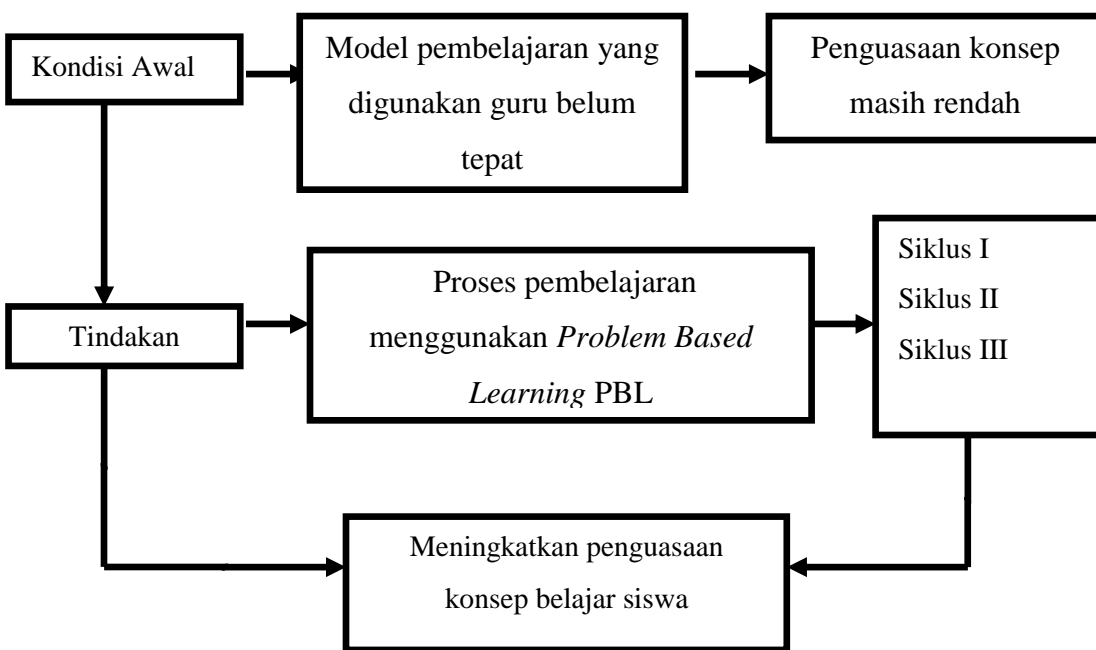 Kondisi Awal
Model pembelajaran yang
digunakan guru belum
tepat
Penguasaan konsep
masih rendah
Tindakan
Proses pembelajaran
menggunakan Problem Based
Learning PBL
Siklus I
Siklus II
Siklus III
Meningkatkan penguasaan
konsep belajar siswa